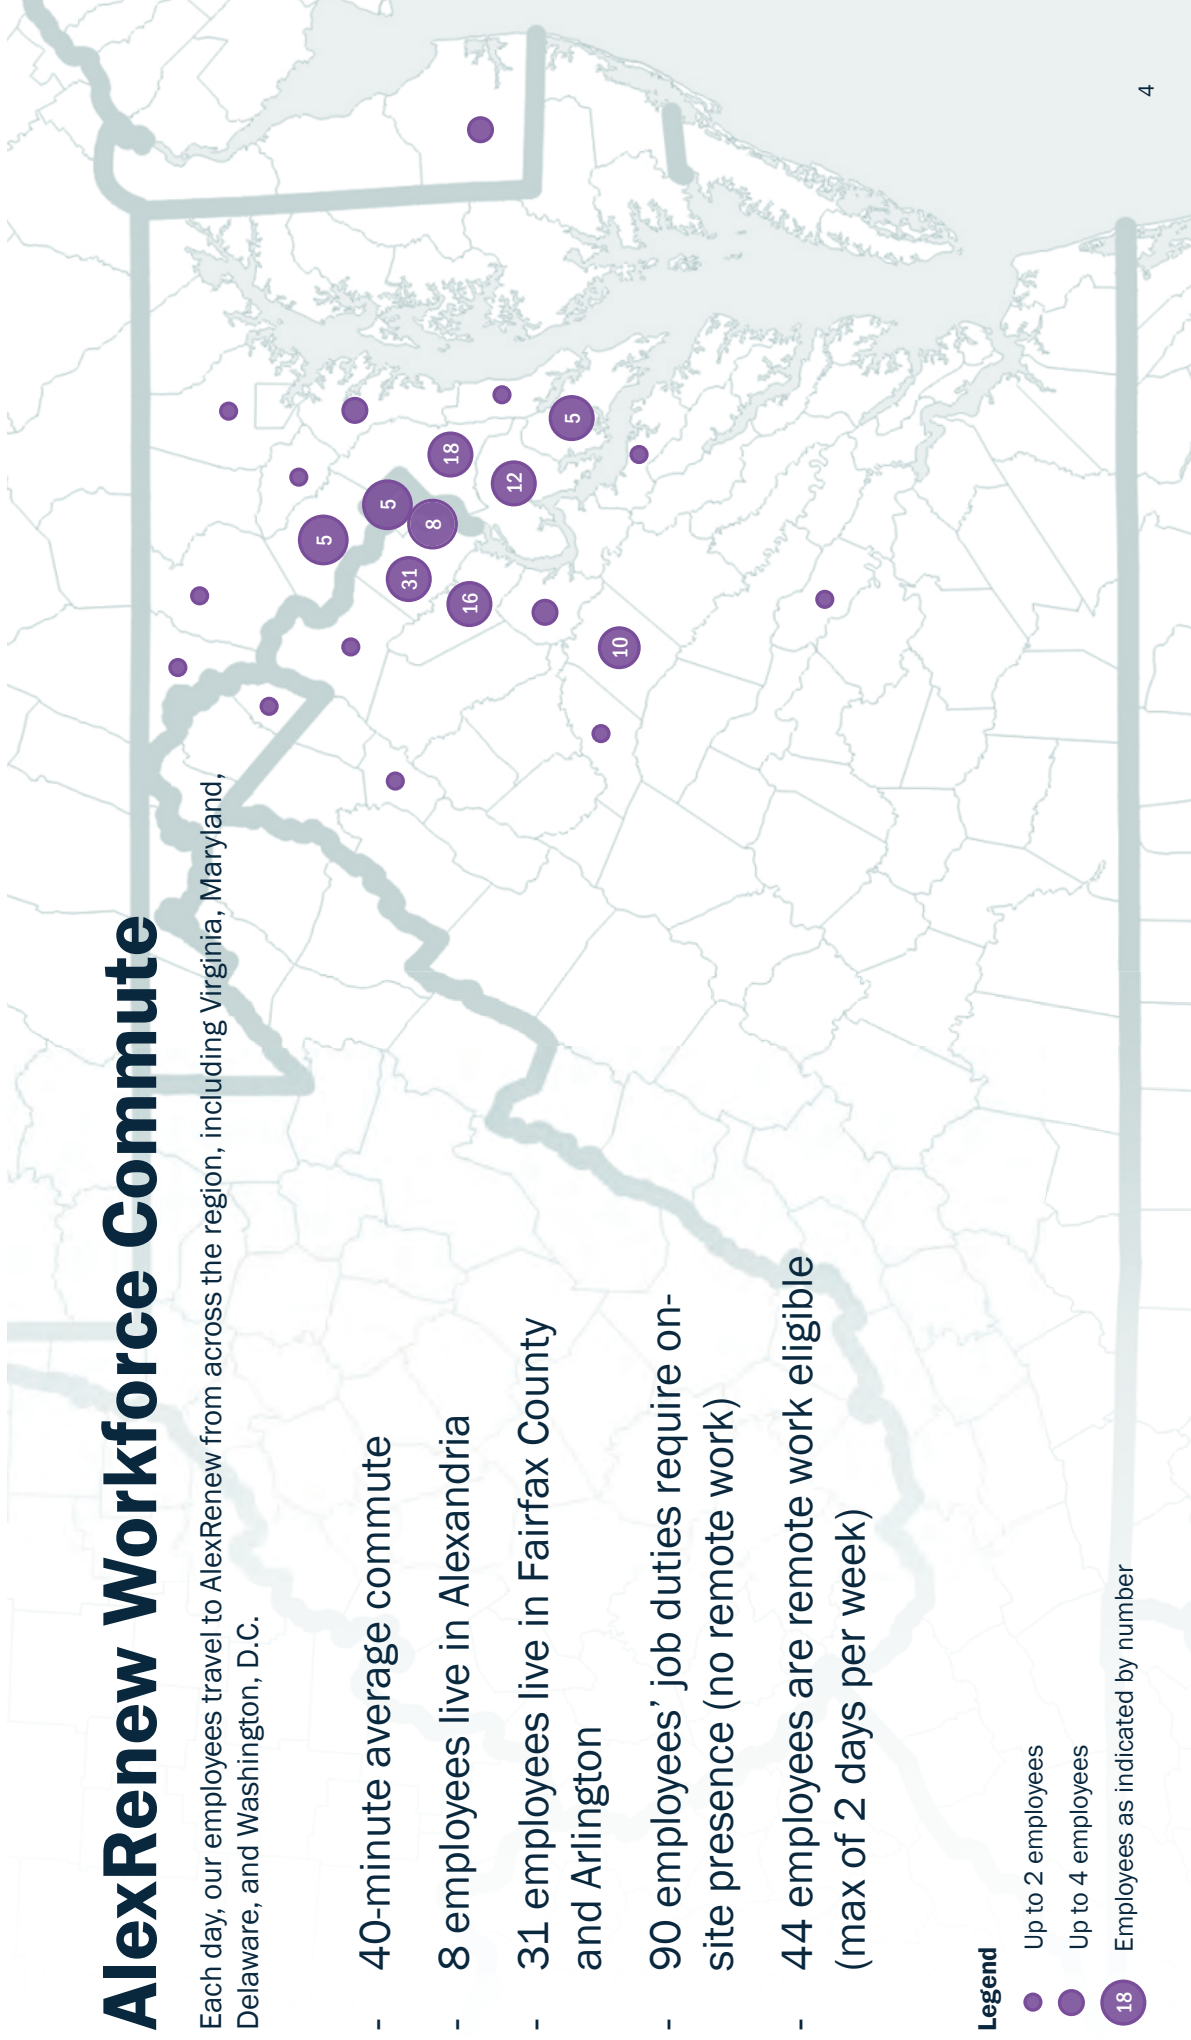 AlexRenew Workforce Commute
Each day, our employees travel to AlexRenew from across the region, including Virginia, Maryland,
Delaware, and Washington, D.C.
- 40-minute average commute
- 8 employees live in Alexandria
- 31 employees live in Fairfax County
and Arlington
- 90 employees’ job duties require on-
site presence (no remote work)
- 44 employees are remote work eligible
(max of 2 days per week)
5
5
8
18
31
16
12
5
10
Legend
Up to 2 employees
Up to 4 employees
18 Employees as indicated by number
4